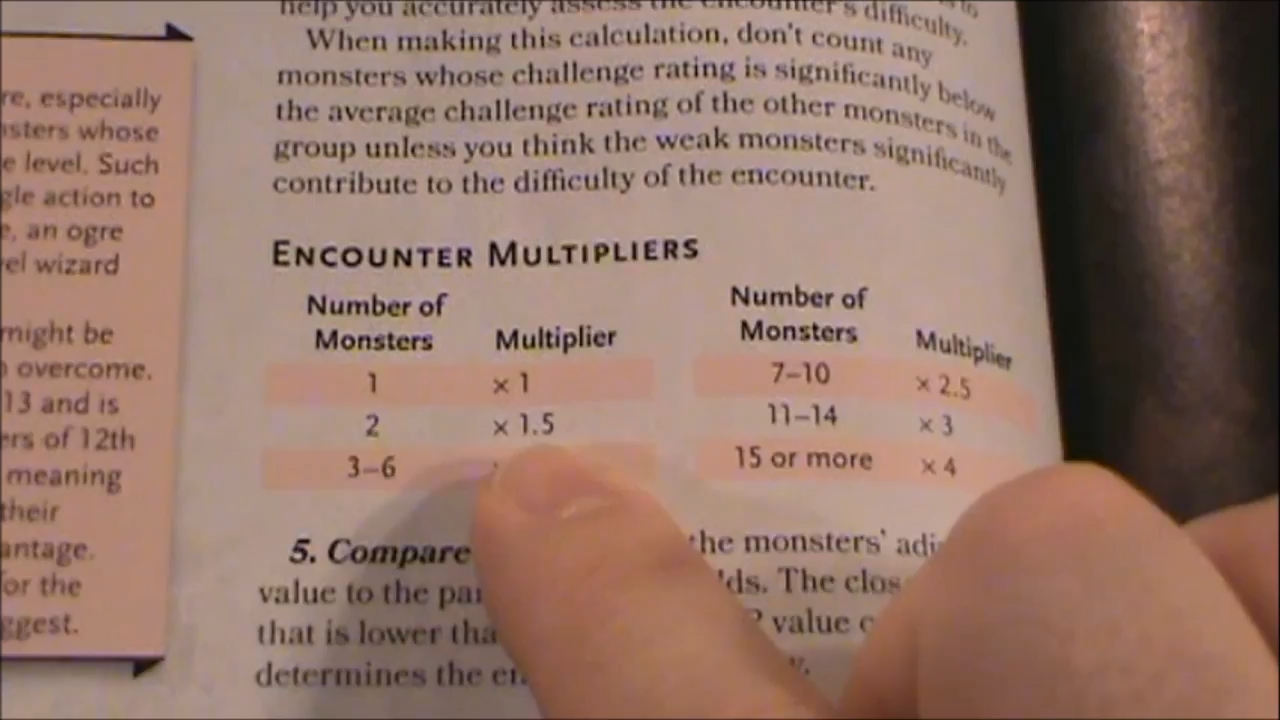 re, especially
nsters whose
e level. Such
gle action to
e, an ogre
el wizard
might be
overcome.
13 and is
ers of 12th
meaning
their
antage.
or the
ggest.
help you accurately assess the encounter's difficulty.
When making this calculation, don't count any
monsters whose challenge rating is significantly below
the average challenge rating of the other monsters in the
group unless you think the weak monsters significantly
contribute to the difficulty of the encounter.
ENCOUNTER MULTIPLIERS
Number of Monsters Multiplier Number of Monsters Multiplier
1 × 1 7–10 × 2.5
2 × 1.5 11–14 × 3
3–6 15 or more × 4
5. Compare the monsters' adj
value to the par lds. The clos
that is lower tha value
determines the en